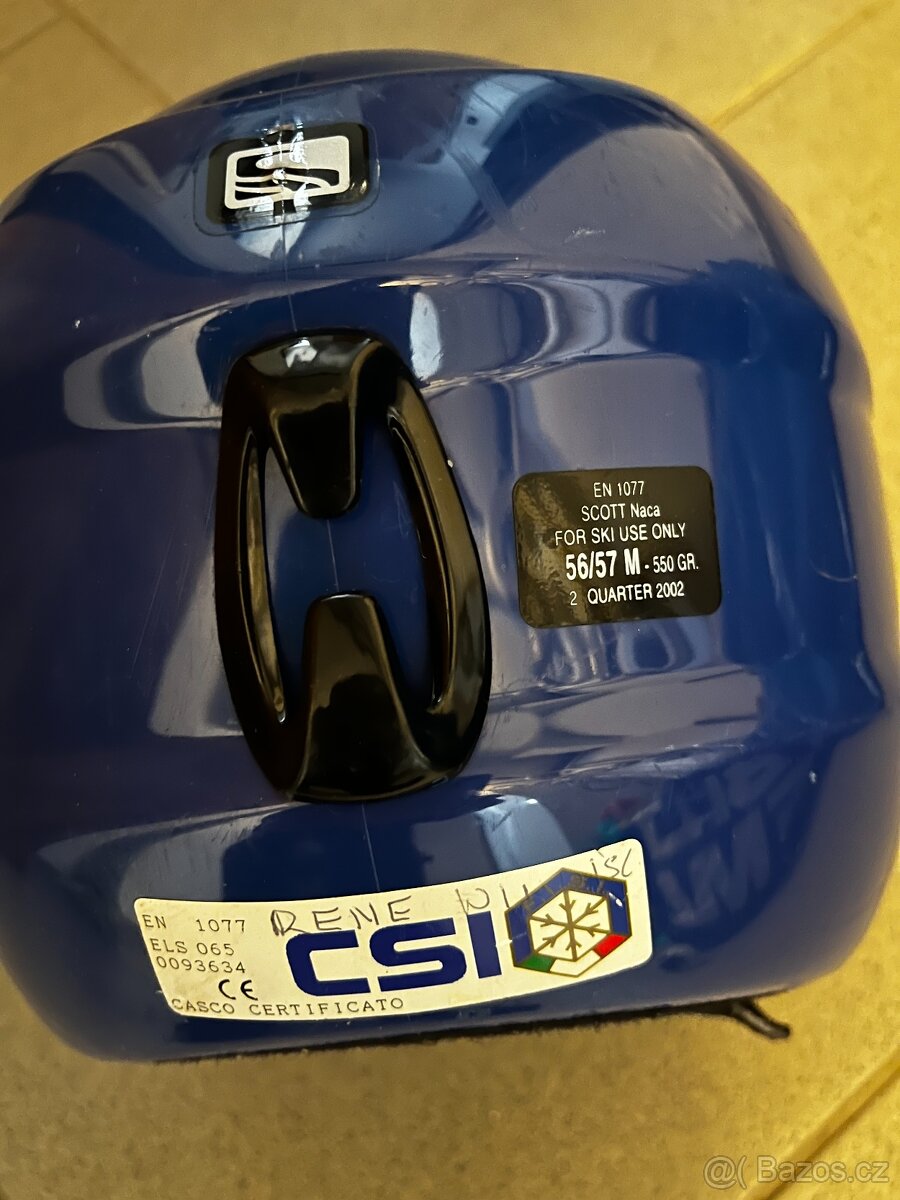 EN 1077
SCOTT Naca
FOR SKI USE ONLY
56/57 M - 550 GR.
2 QUARTER 2002
RENE
EN 1077
ELS 065
0093634
CE
CSI
CASCO CERTIFICATO
@( Bazos.cz